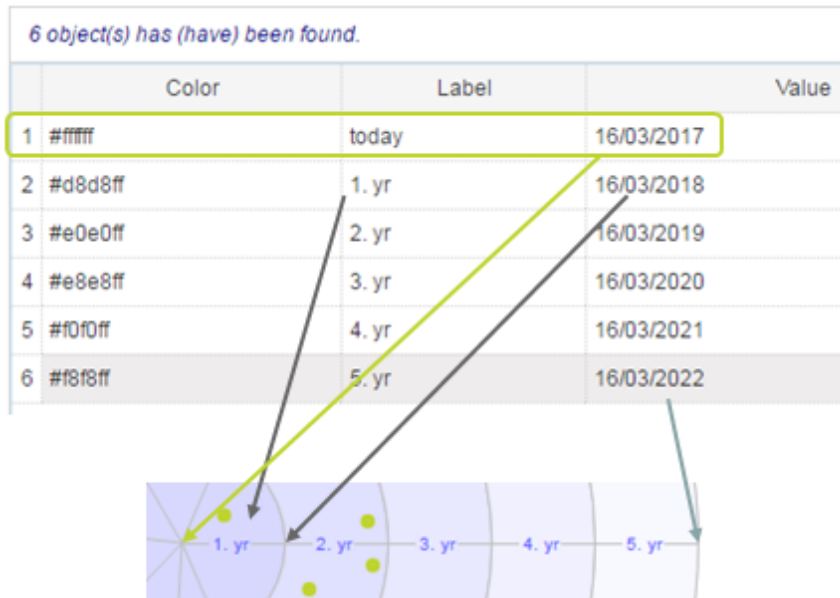 6 object(s) has (have) been found.
Color Label Value
1 #ffffff today 16/03/2017
2 #d8d8ff 1. yr 16/03/2018
3 #e0e0ff 2. yr 16/03/2019
4 #e8e8ff 3. yr 16/03/2020
5 #f0f0ff 4. yr 16/03/2021
6 #f8f8ff 5. yr 16/03/2022
1. yr 2. yr 3. yr 4. yr 5. yr